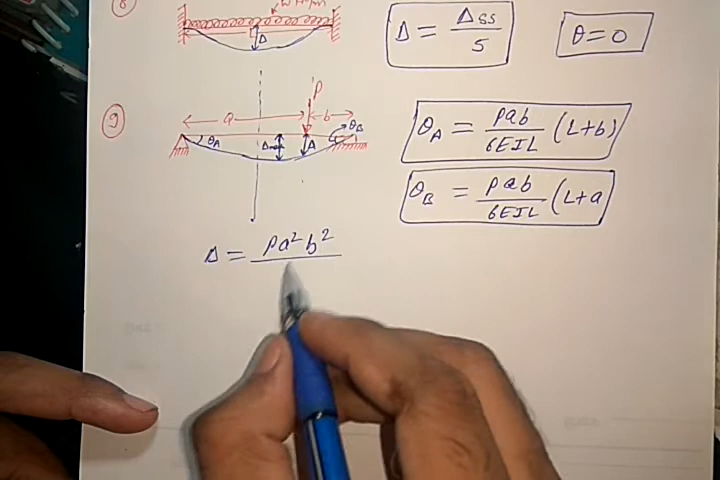 8
Δ
Δ = Δss / 5
θ = 0
9
P
a
b
θA
Δmax
Δ
θB
θA = Pab / 6EIL (L+b)
θB = Pab / 6EIL (L+a
Δ = Pa²b²